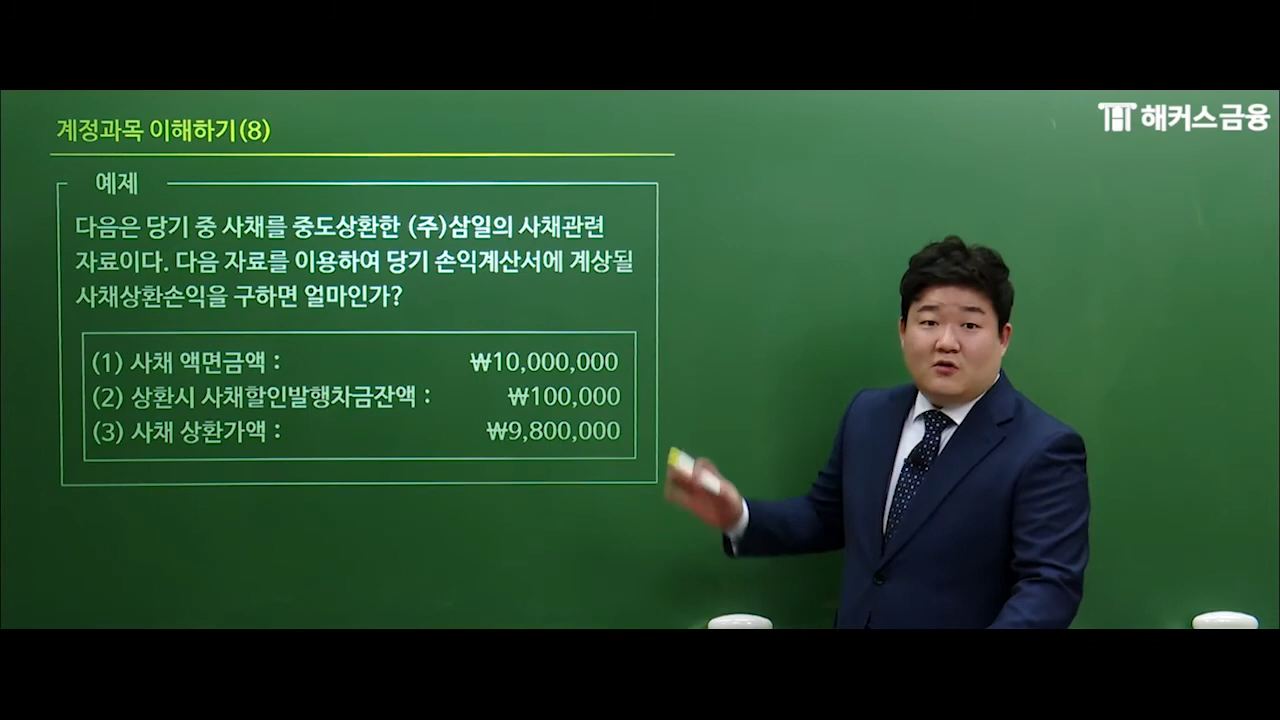 계정과목 이해하기(8)
해커스금융
예제
다음은 당기 중 사채를 중도상환한 (주)삼일의 사채관련
자료이다. 다음 자료를 이용하여 당기 손익계산서에 계상될
사채상환손익을 구하면 얼마인가?
(1) 사채 액면금액 : ₩10,000,000
(2) 상환시 사채할인발행차금잔액 : ₩100,000
(3) 사채 상환가액 : ₩9,800,000